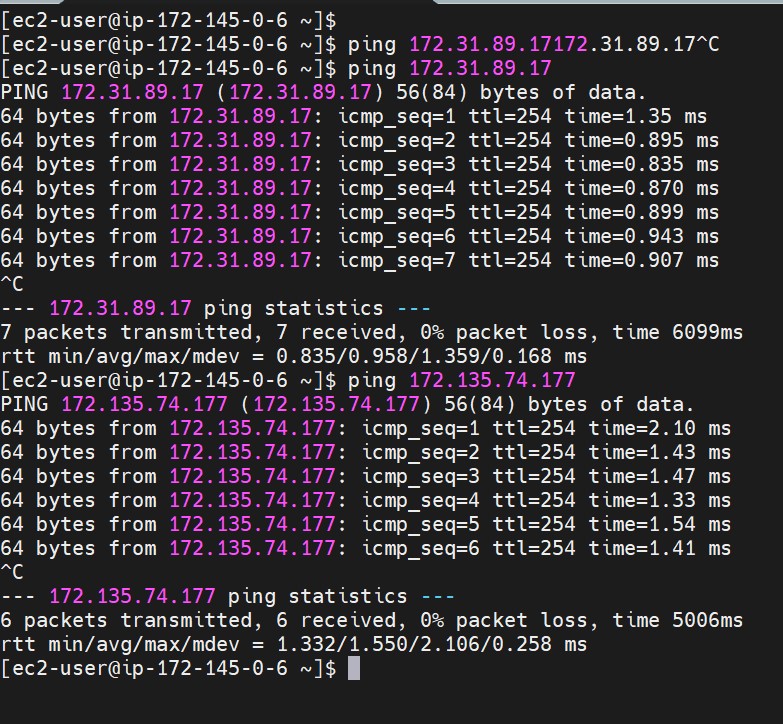 [ec2-user@ip-172-145-0-6 ~]$
[ec2-user@ip-172-145-0-6 ~]$ ping 172.31.89.17172.31.89.17^C
[ec2-user@ip-172-145-0-6 ~]$ ping 172.31.89.17
PING 172.31.89.17 (172.31.89.17) 56(84) bytes of data.
64 bytes from 172.31.89.17: icmp_seq=1 ttl=254 time=1.35 ms
64 bytes from 172.31.89.17: icmp_seq=2 ttl=254 time=0.895 ms
64 bytes from 172.31.89.17: icmp_seq=3 ttl=254 time=0.835 ms
64 bytes from 172.31.89.17: icmp_seq=4 ttl=254 time=0.870 ms
64 bytes from 172.31.89.17: icmp_seq=5 ttl=254 time=0.899 ms
64 bytes from 172.31.89.17: icmp_seq=6 ttl=254 time=0.943 ms
64 bytes from 172.31.89.17: icmp_seq=7 ttl=254 time=0.907 ms
^C
--- 172.31.89.17 ping statistics ---
7 packets transmitted, 7 received, 0% packet loss, time 6099ms
rtt min/avg/max/mdev = 0.835/0.958/1.359/0.168 ms
[ec2-user@ip-172-145-0-6 ~]$ ping 172.135.74.177
PING 172.135.74.177 (172.135.74.177) 56(84) bytes of data.
64 bytes from 172.135.74.177: icmp_seq=1 ttl=254 time=2.10 ms
64 bytes from 172.135.74.177: icmp_seq=2 ttl=254 time=1.43 ms
64 bytes from 172.135.74.177: icmp_seq=3 ttl=254 time=1.47 ms
64 bytes from 172.135.74.177: icmp_seq=4 ttl=254 time=1.33 ms
64 bytes from 172.135.74.177: icmp_seq=5 ttl=254 time=1.54 ms
64 bytes from 172.135.74.177: icmp_seq=6 ttl=254 time=1.41 ms
^C
--- 172.135.74.177 ping statistics ---
6 packets transmitted, 6 received, 0% packet loss, time 5006ms
rtt min/avg/max/mdev = 1.332/1.550/2.106/0.258 ms
[ec2-user@ip-172-145-0-6 ~]$